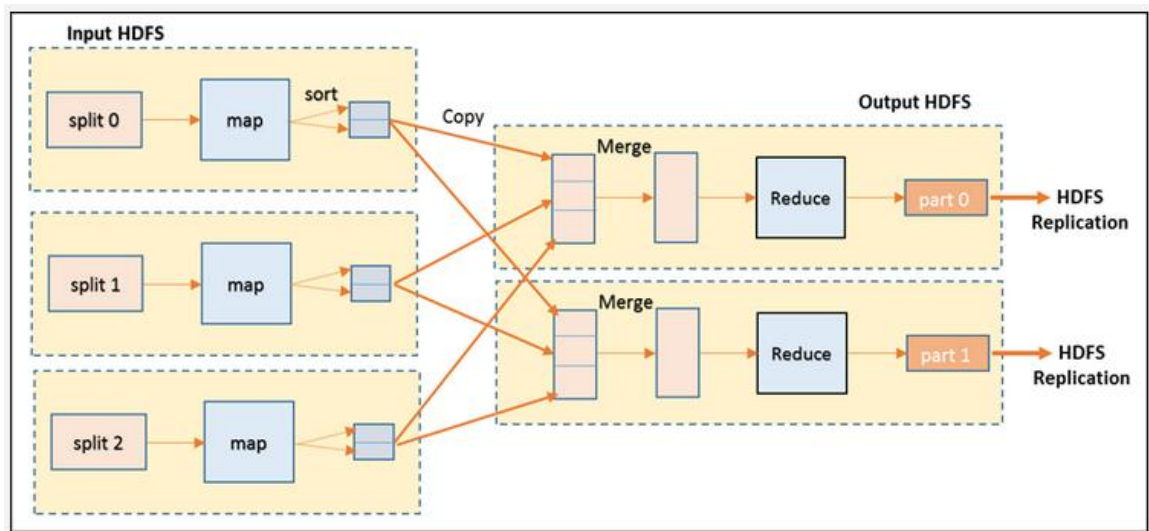 Input HDFS
split 0
map
sort
Copy
split 1
map
split 2
map
Output HDFS
Merge
Reduce
part 0
HDFS
Replication
Merge
Reduce
part 1
HDFS
Replication